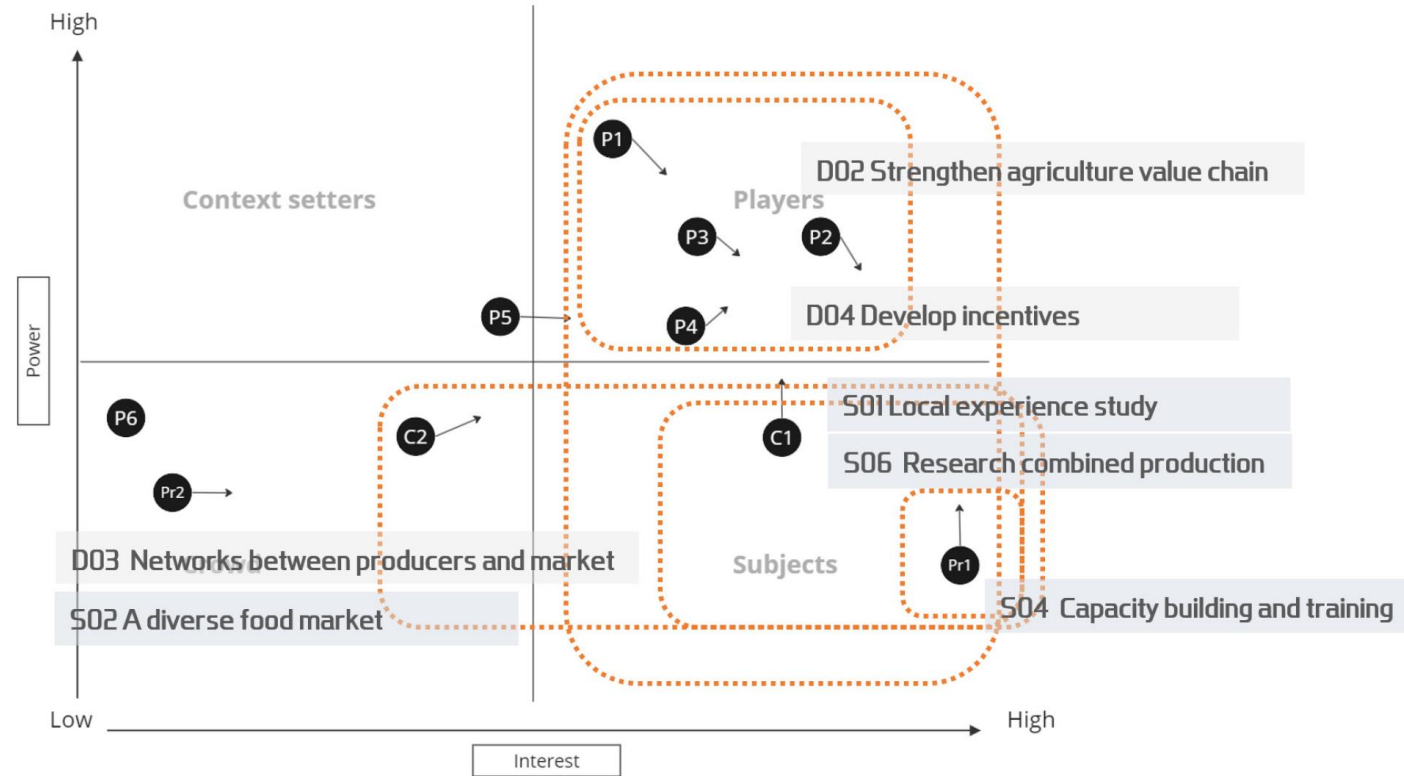 High
P1
D02 Strengthen agriculture value chain
Context setters
Players
P3
P2
P5
P4
D04 Develop incentives
Power
P6
C2
C1
S01 Local experience study
S06 Research combined production
Pr2
D03 Networks between producers and market
Crowd
Subjects
Pr1
S02 A diverse food market
S04 Capacity building and training
Low
High
Interest